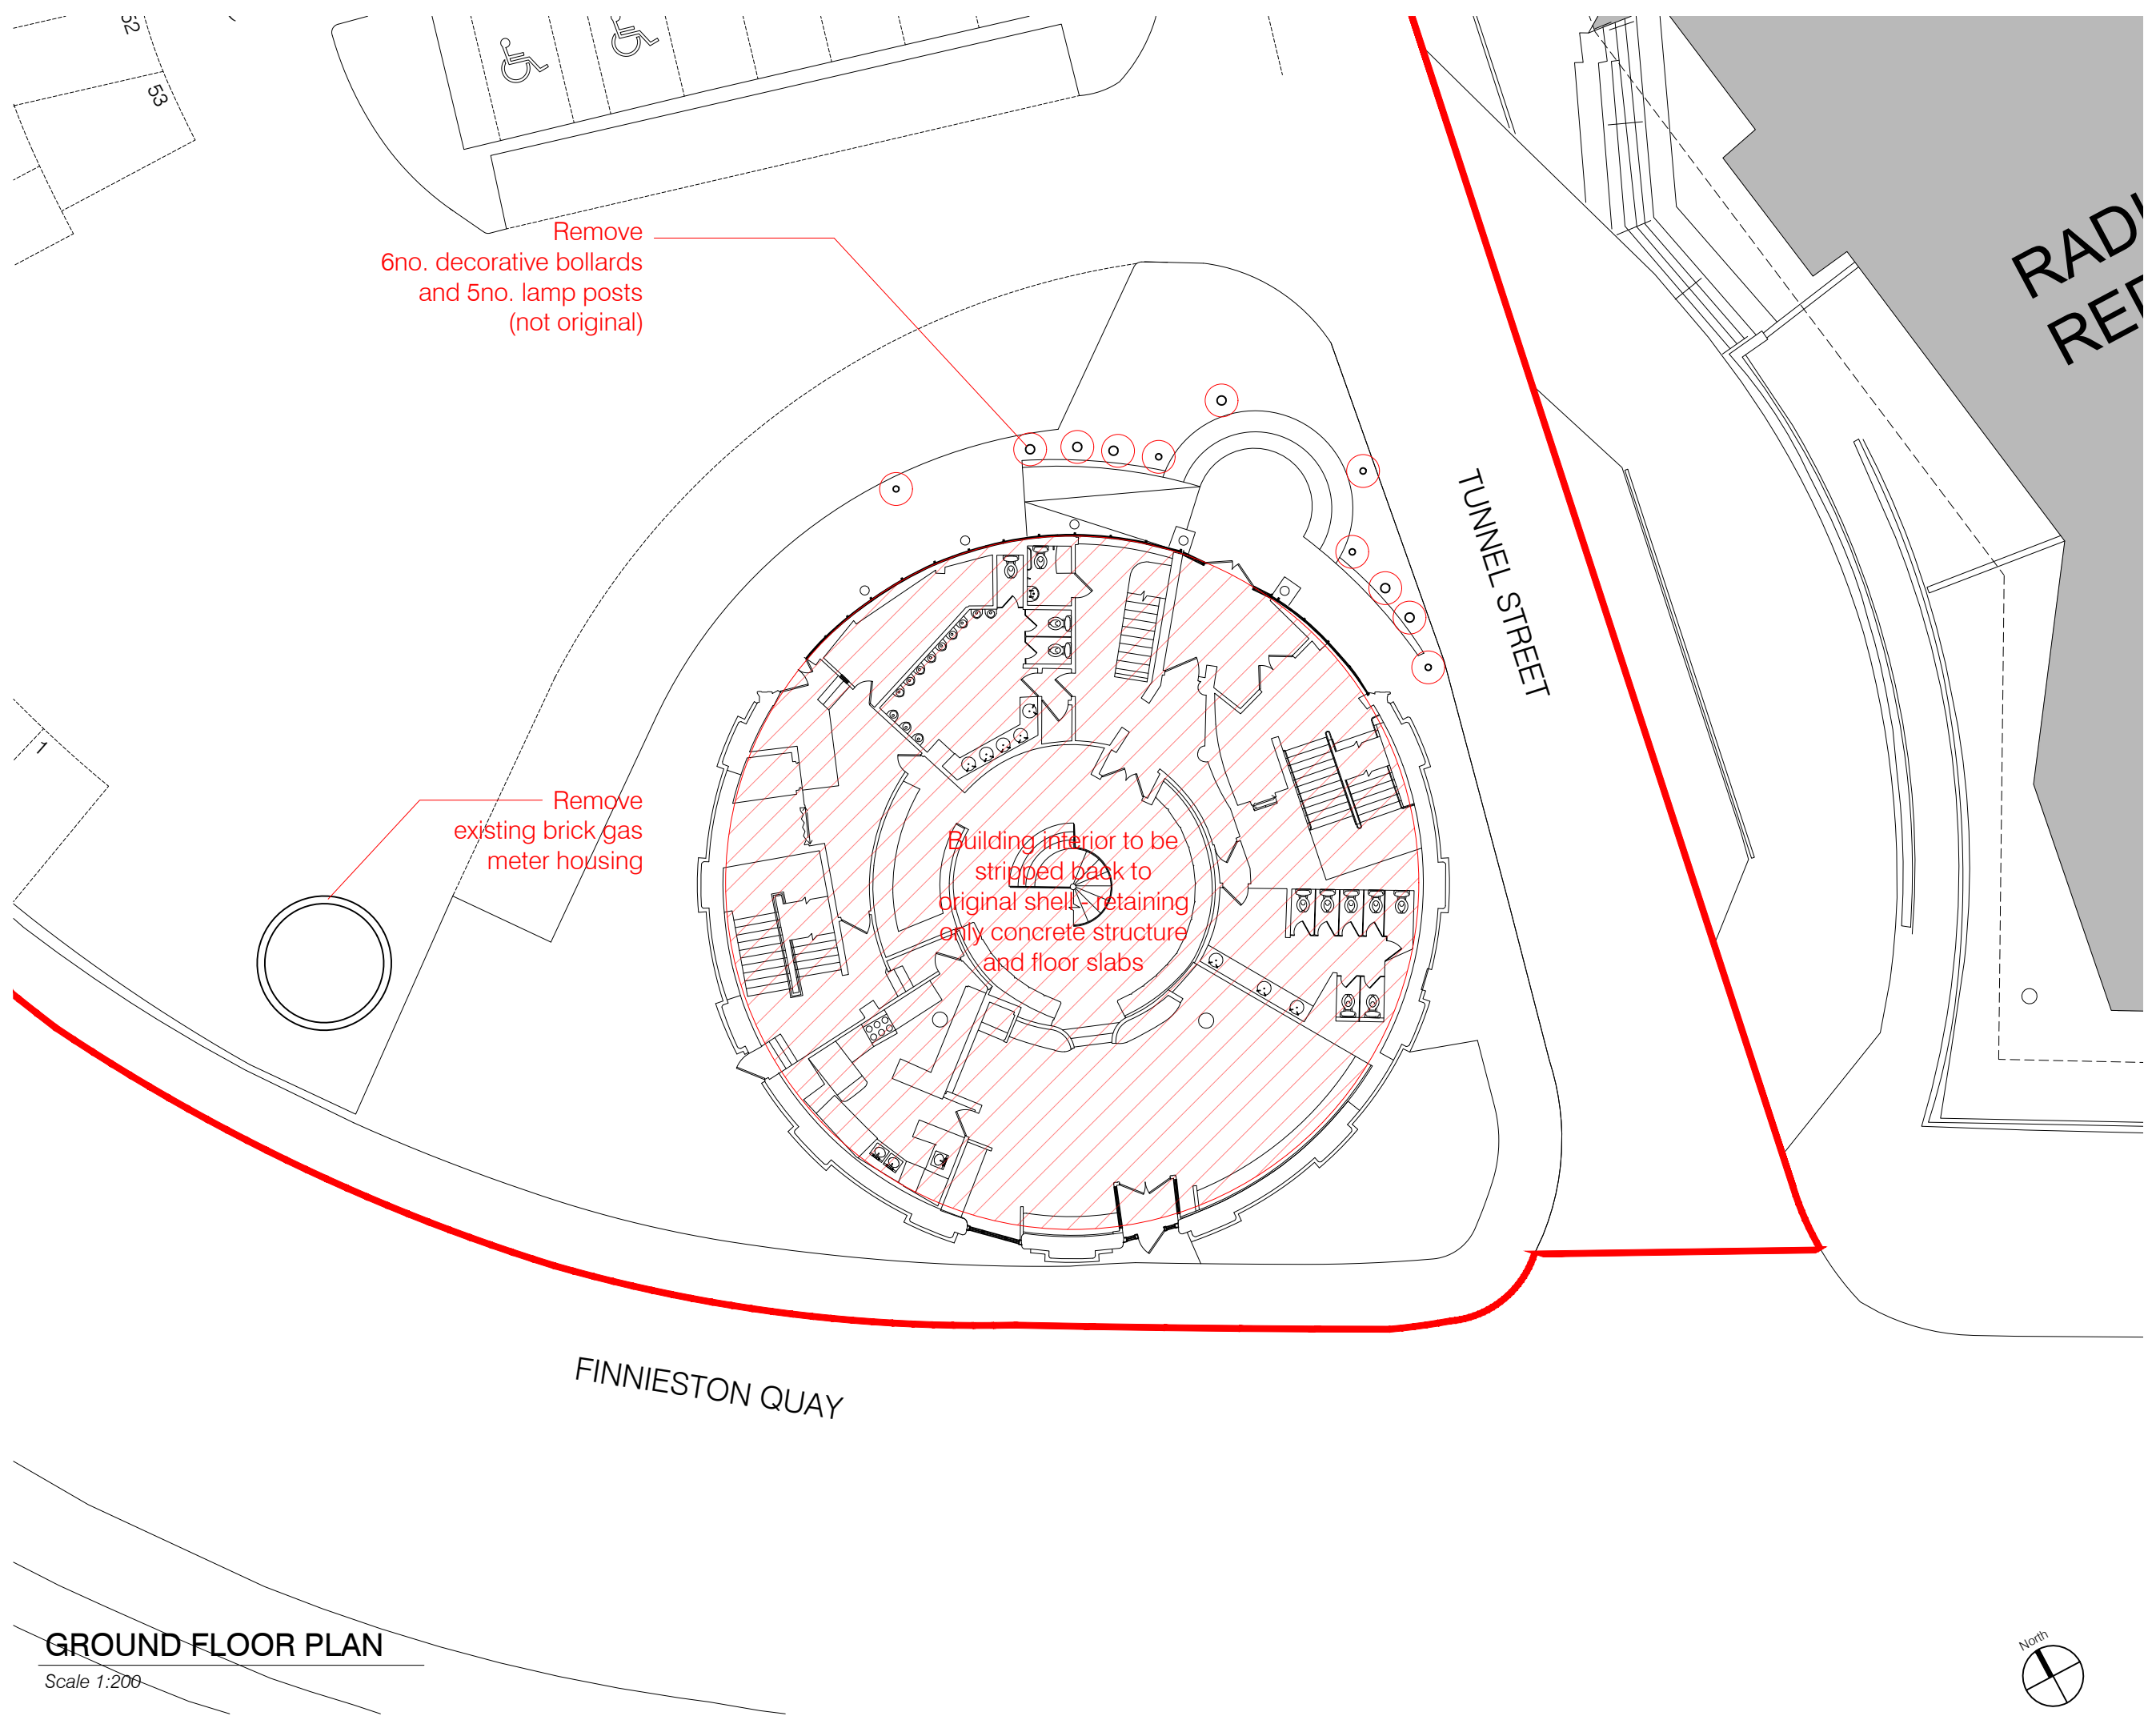 52
53
Remove
6no. decorative bollards
and 5no. lamp posts
(not original)
TUNNEL STREET
1
Remove
existing brick gas
meter housing
Building interior to be
stripped back to
original shell - retaining
only concrete structure
and floor slabs
FINNIESTON QUAY
GROUND FLOOR PLAN
Scale 1:200
North